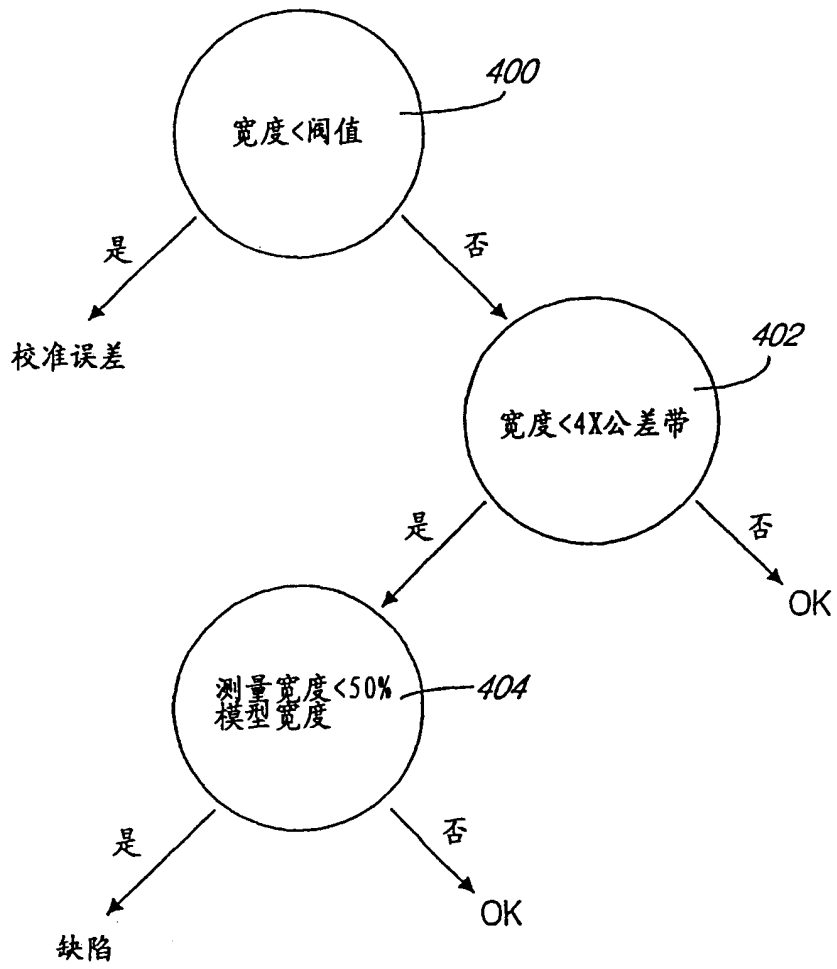 400
宽度<阀值
是
否
校准误差
402
宽度<4X公差带
是
否
OK
测量宽度<50%
模型宽度
404
是
否
缺陷
OK